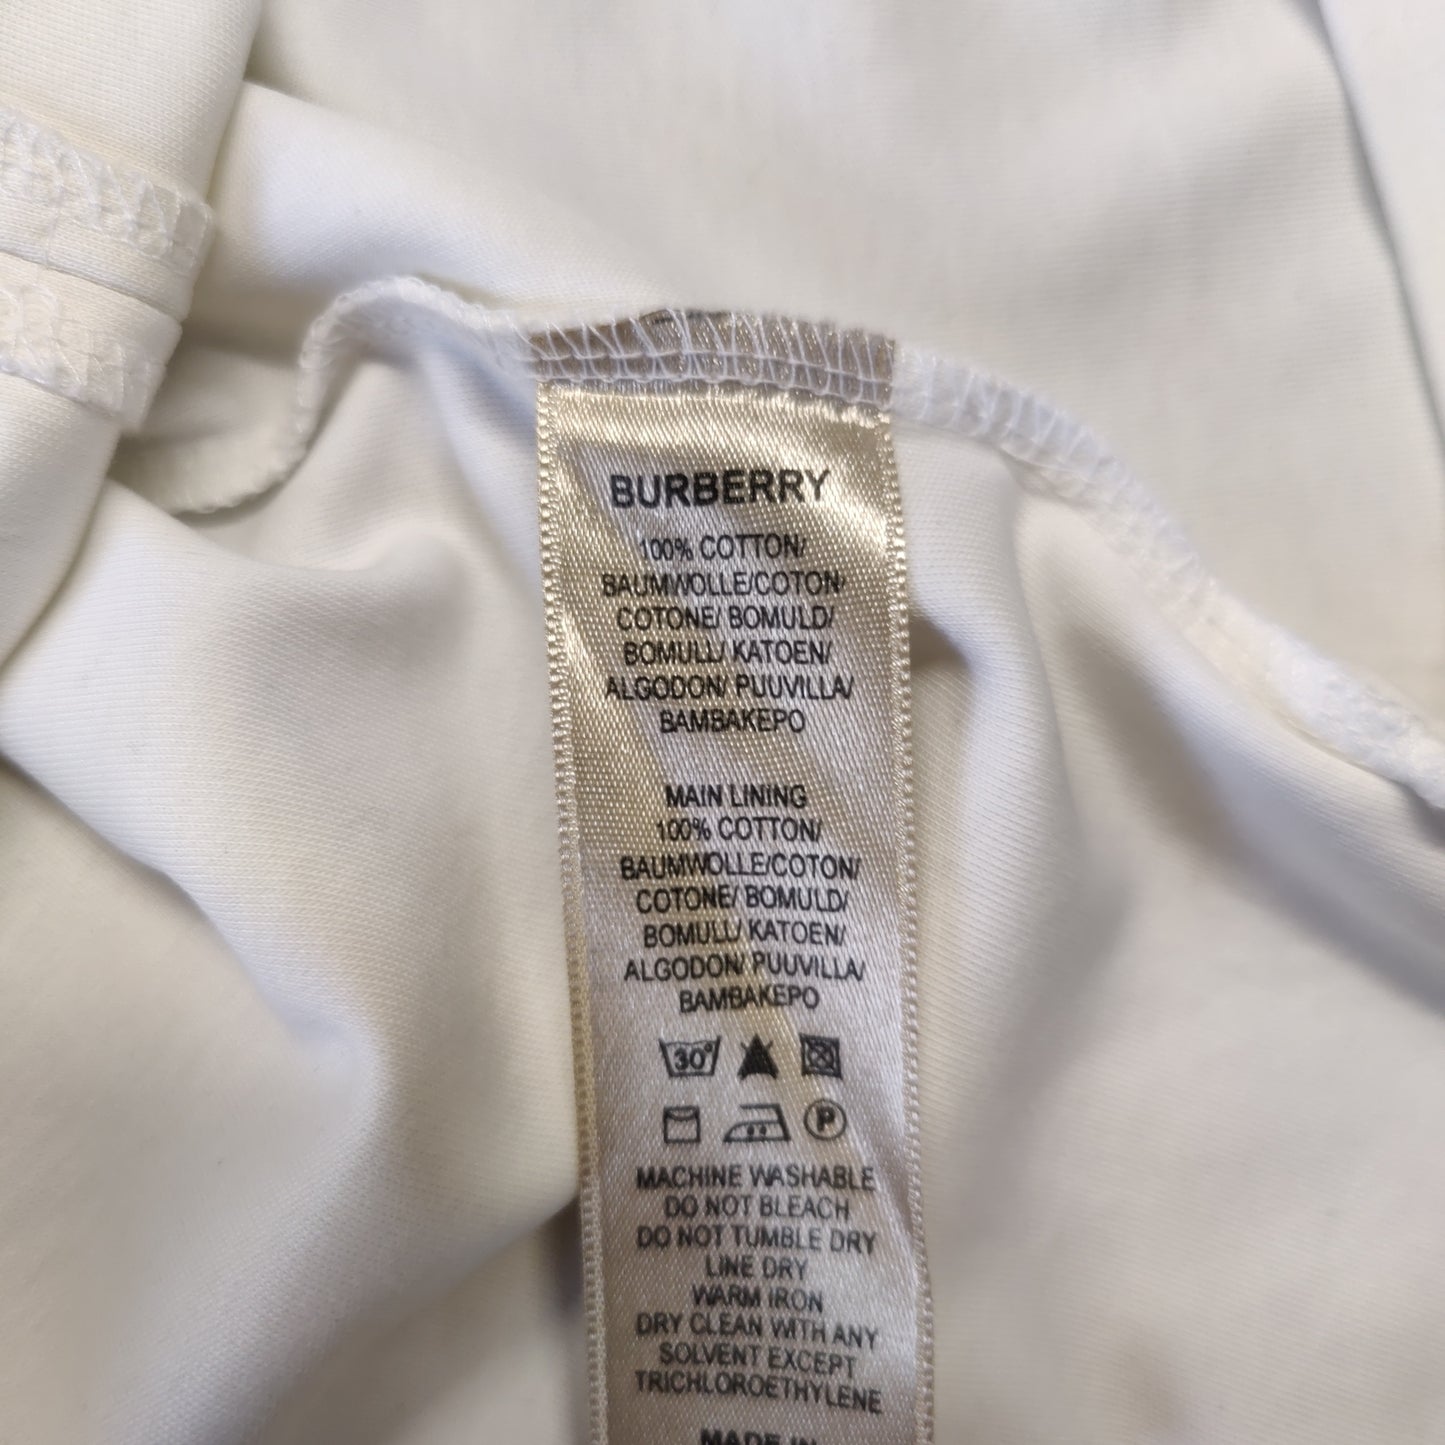 BURBERRY
100% COTTON/
BAUMWOLLE/COTON/
COTONE/ BOMULD/
BOMULL/ KATOEN/
ALGODON/ PUUVILLA/
BAMBAKEPO
MAIN LINING
100% COTTON/
BAUMWOLLE/COTON/
COTONE/ BOMULD/
BOMULL/ KATOEN/
ALGODON/ PUUVILLA/
BAMBAKEPO
30°
P
MACHINE WASHABLE
DO NOT BLEACH
DO NOT TUMBLE DRY
LINE DRY
WARM IRON
DRY CLEAN WITH ANY
SOLVENT EXCEPT
TRICHLOROETHYLENE
MADE IN